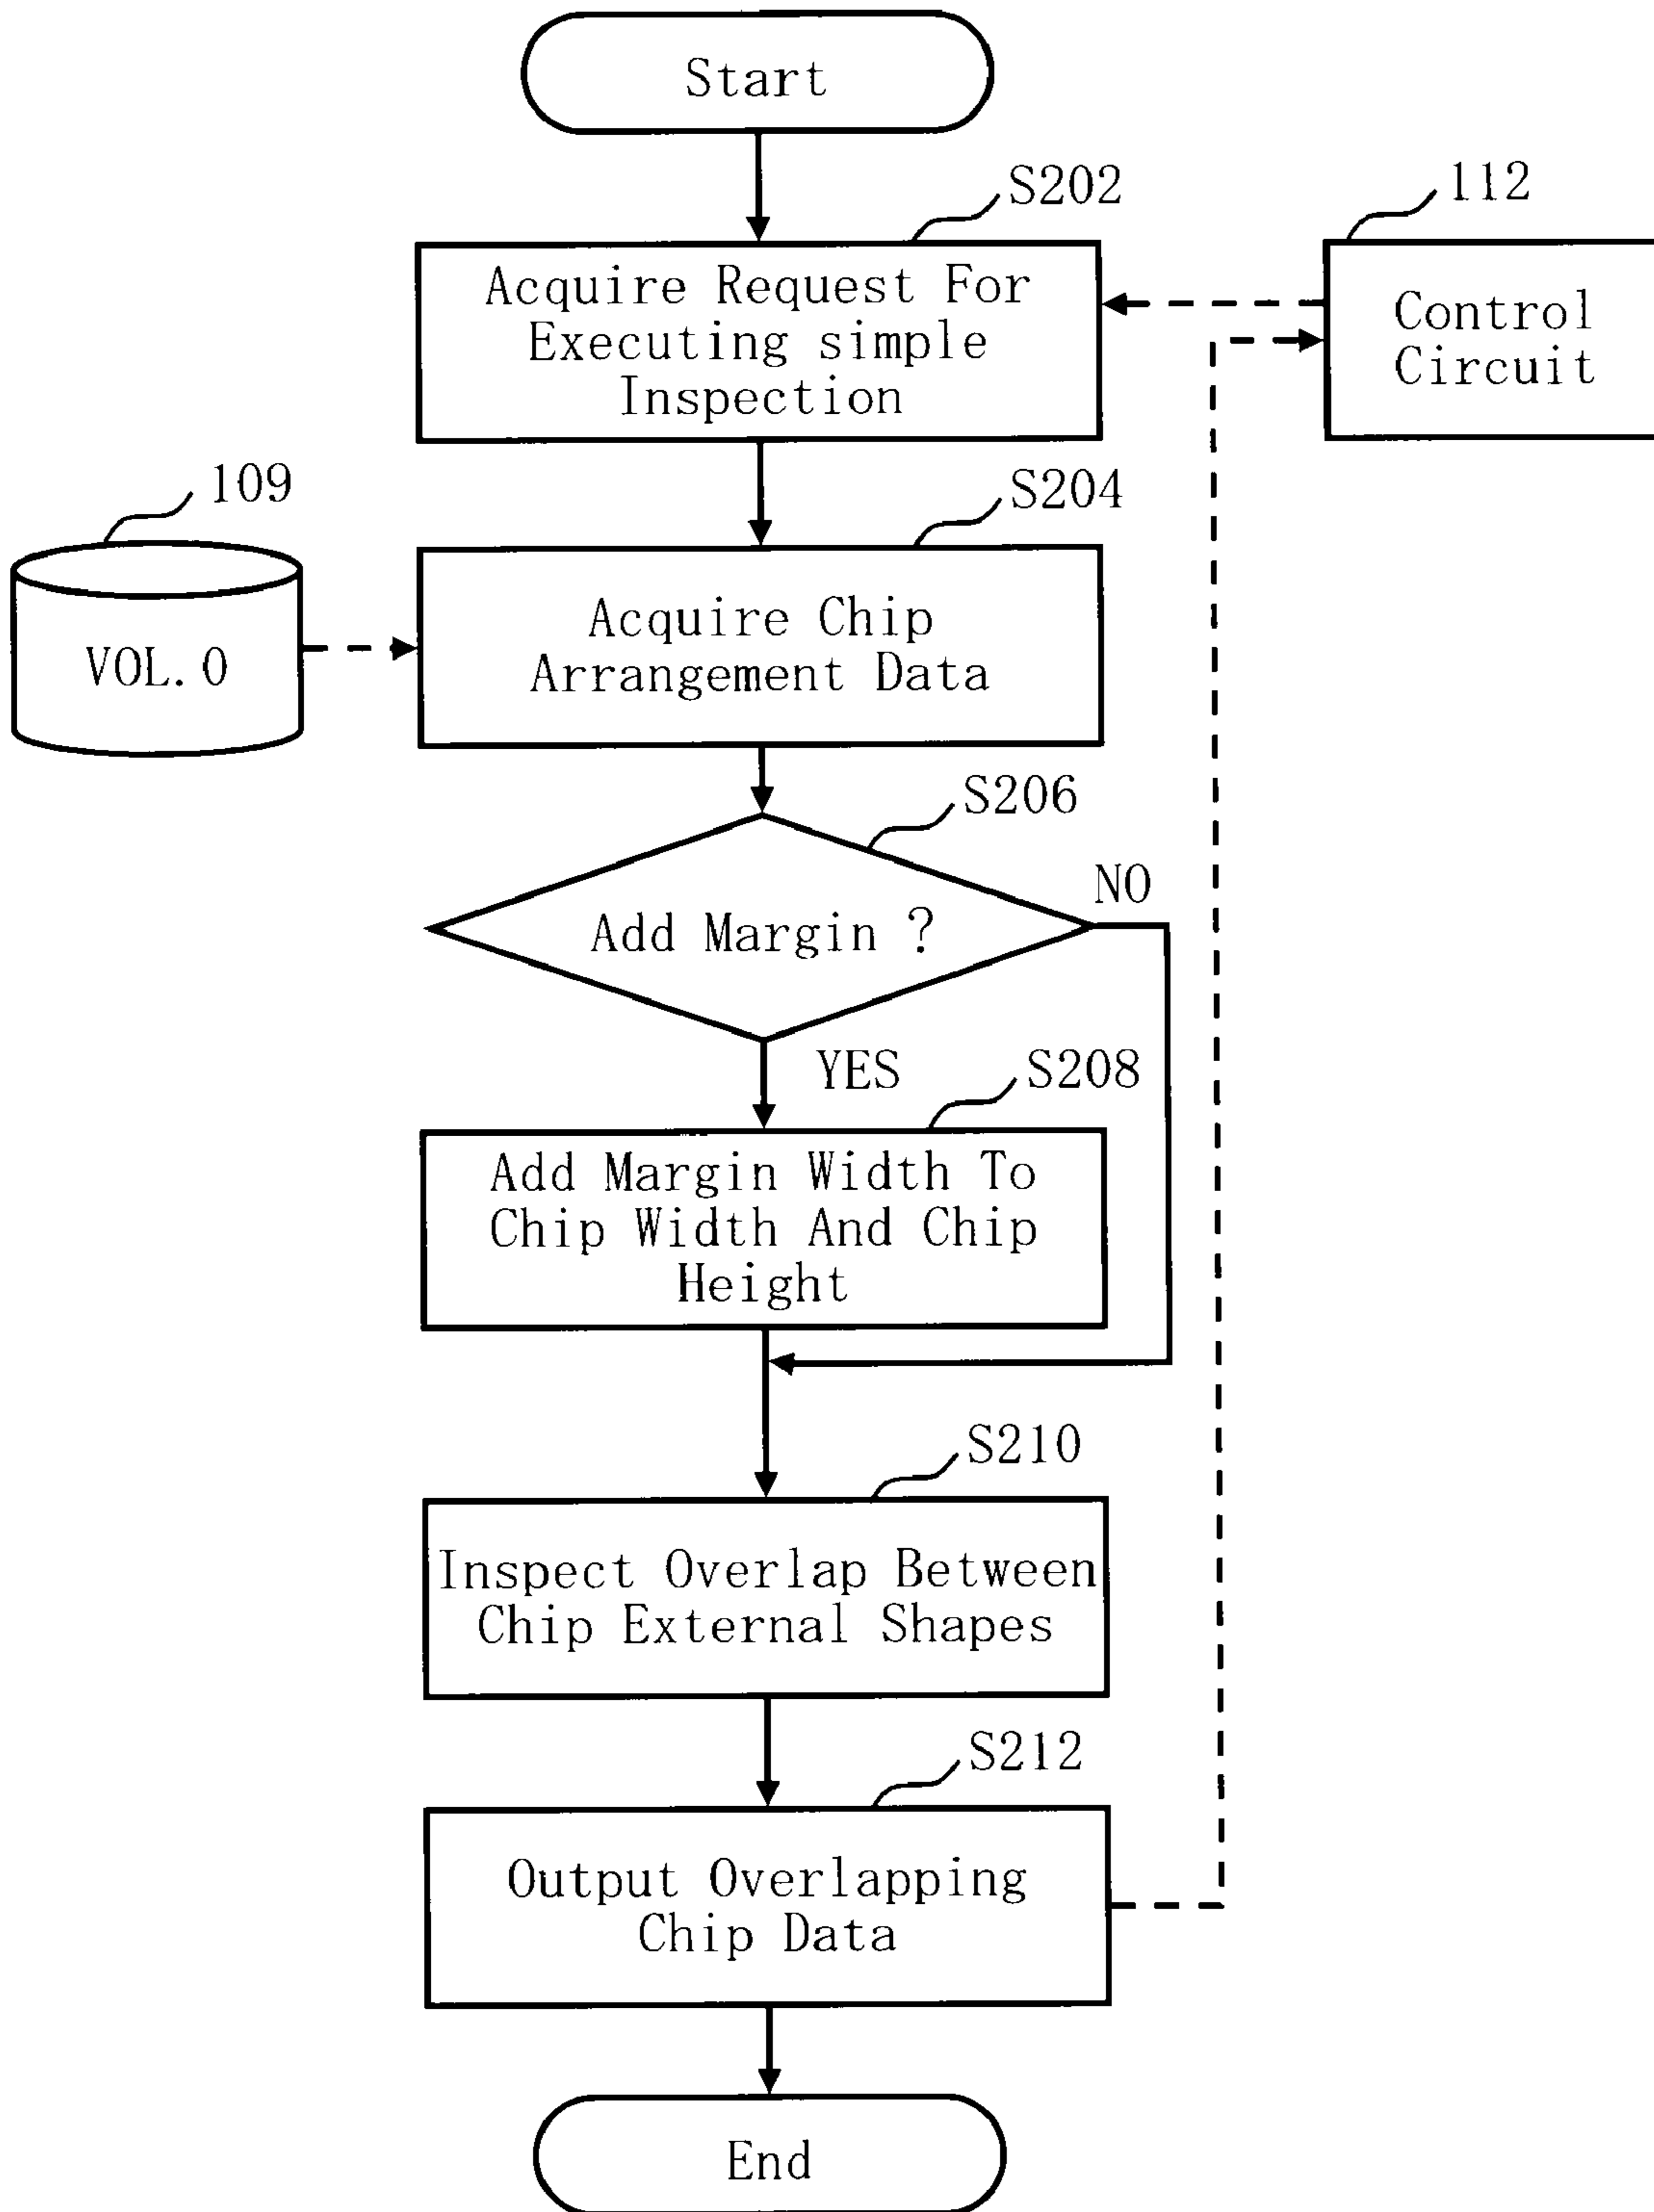 Start
S202
112
Acquire Request For
Executing simple
Inspection
Control
Circuit
109
S204
VOL.0
Acquire Chip
Arrangement Data
S206
NO
Add Margin ?
YES
S208
Add Margin Width To
Chip Width And Chip
Height
S210
Inspect Overlap Between
Chip External Shapes
S212
Output Overlapping
Chip Data
End